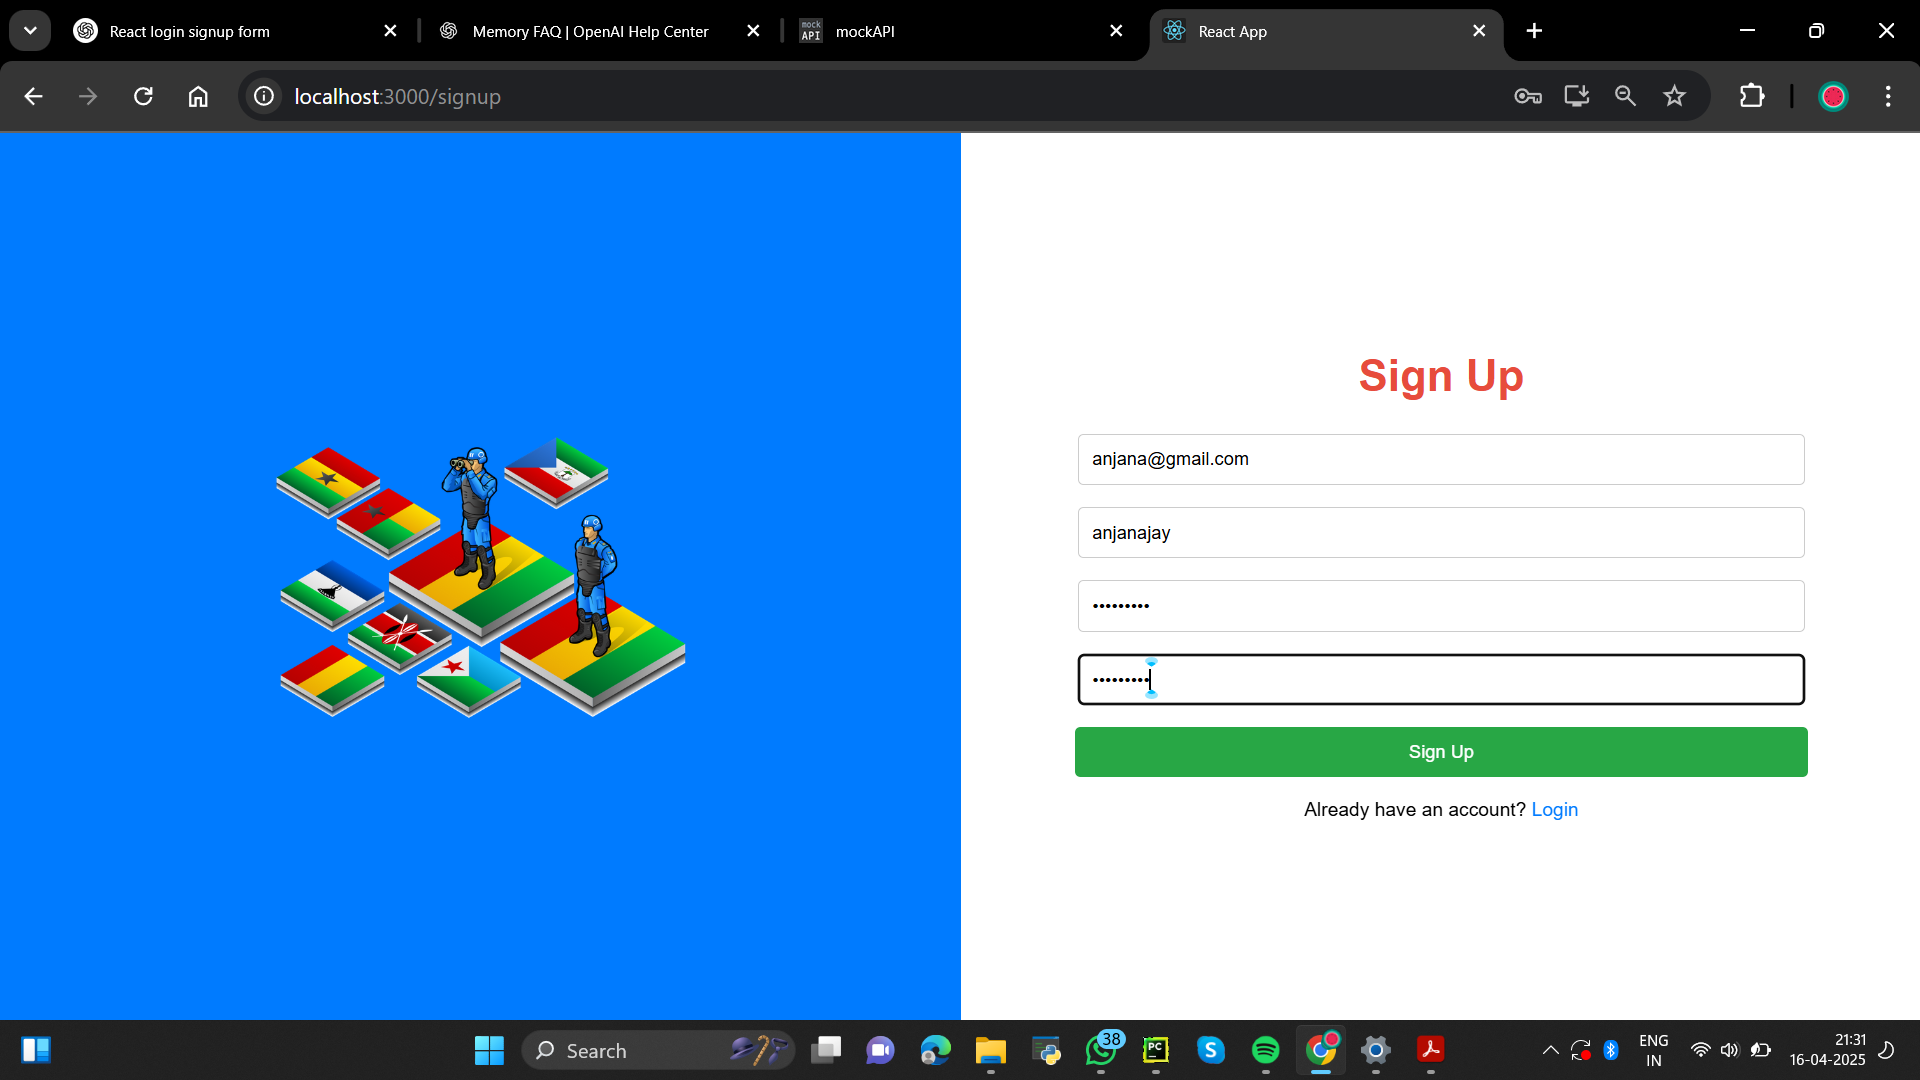 React login signup form
Memory FAQ | OpenAI Help Center
mock
API
mockAPI
React App
localhost:3000/signup
Sign Up
anjana@gmail.com
anjanajay
•••••••••
•••••••••
Sign Up
Already have an account? Login
Search
38
PC
S
ENG
IN
21:31
16-04-2025